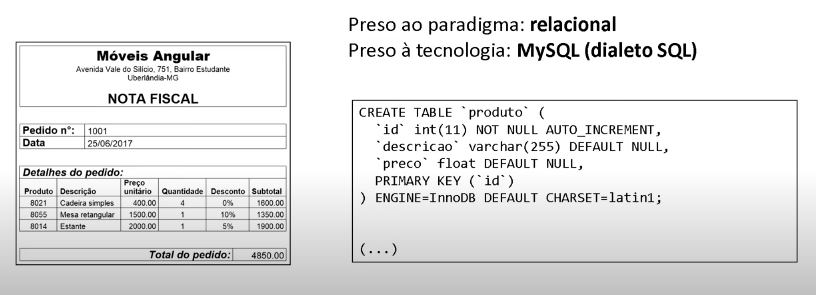 Preso ao paradigma: relacional
Preso à tecnologia: MySQL (dialeto SQL)
Móveis Angular
Avenida Vale do Silício, 751, Bairro Estudante
Uberlândia-MG
NOTA FISCAL
Pedido n°: 1001
Data 25/06/2017
Detalhes do pedido:
Produto Descrição Preço unitário Quantidade Desconto Subtotal
8021 Cadeira simples 400.00 4 0% 1600.00
8055 Mesa retangular 1500.00 1 10% 1350.00
8014 Estante 2000.00 1 5% 1900.00
Total do pedido: 4850.00
CREATE TABLE `produto` (
`id` int(11) NOT NULL AUTO_INCREMENT,
`descricao` varchar(255) DEFAULT NULL,
`preco` float DEFAULT NULL,
PRIMARY KEY (`id`)
) ENGINE=InnoDB DEFAULT CHARSET=latin1;
(...)